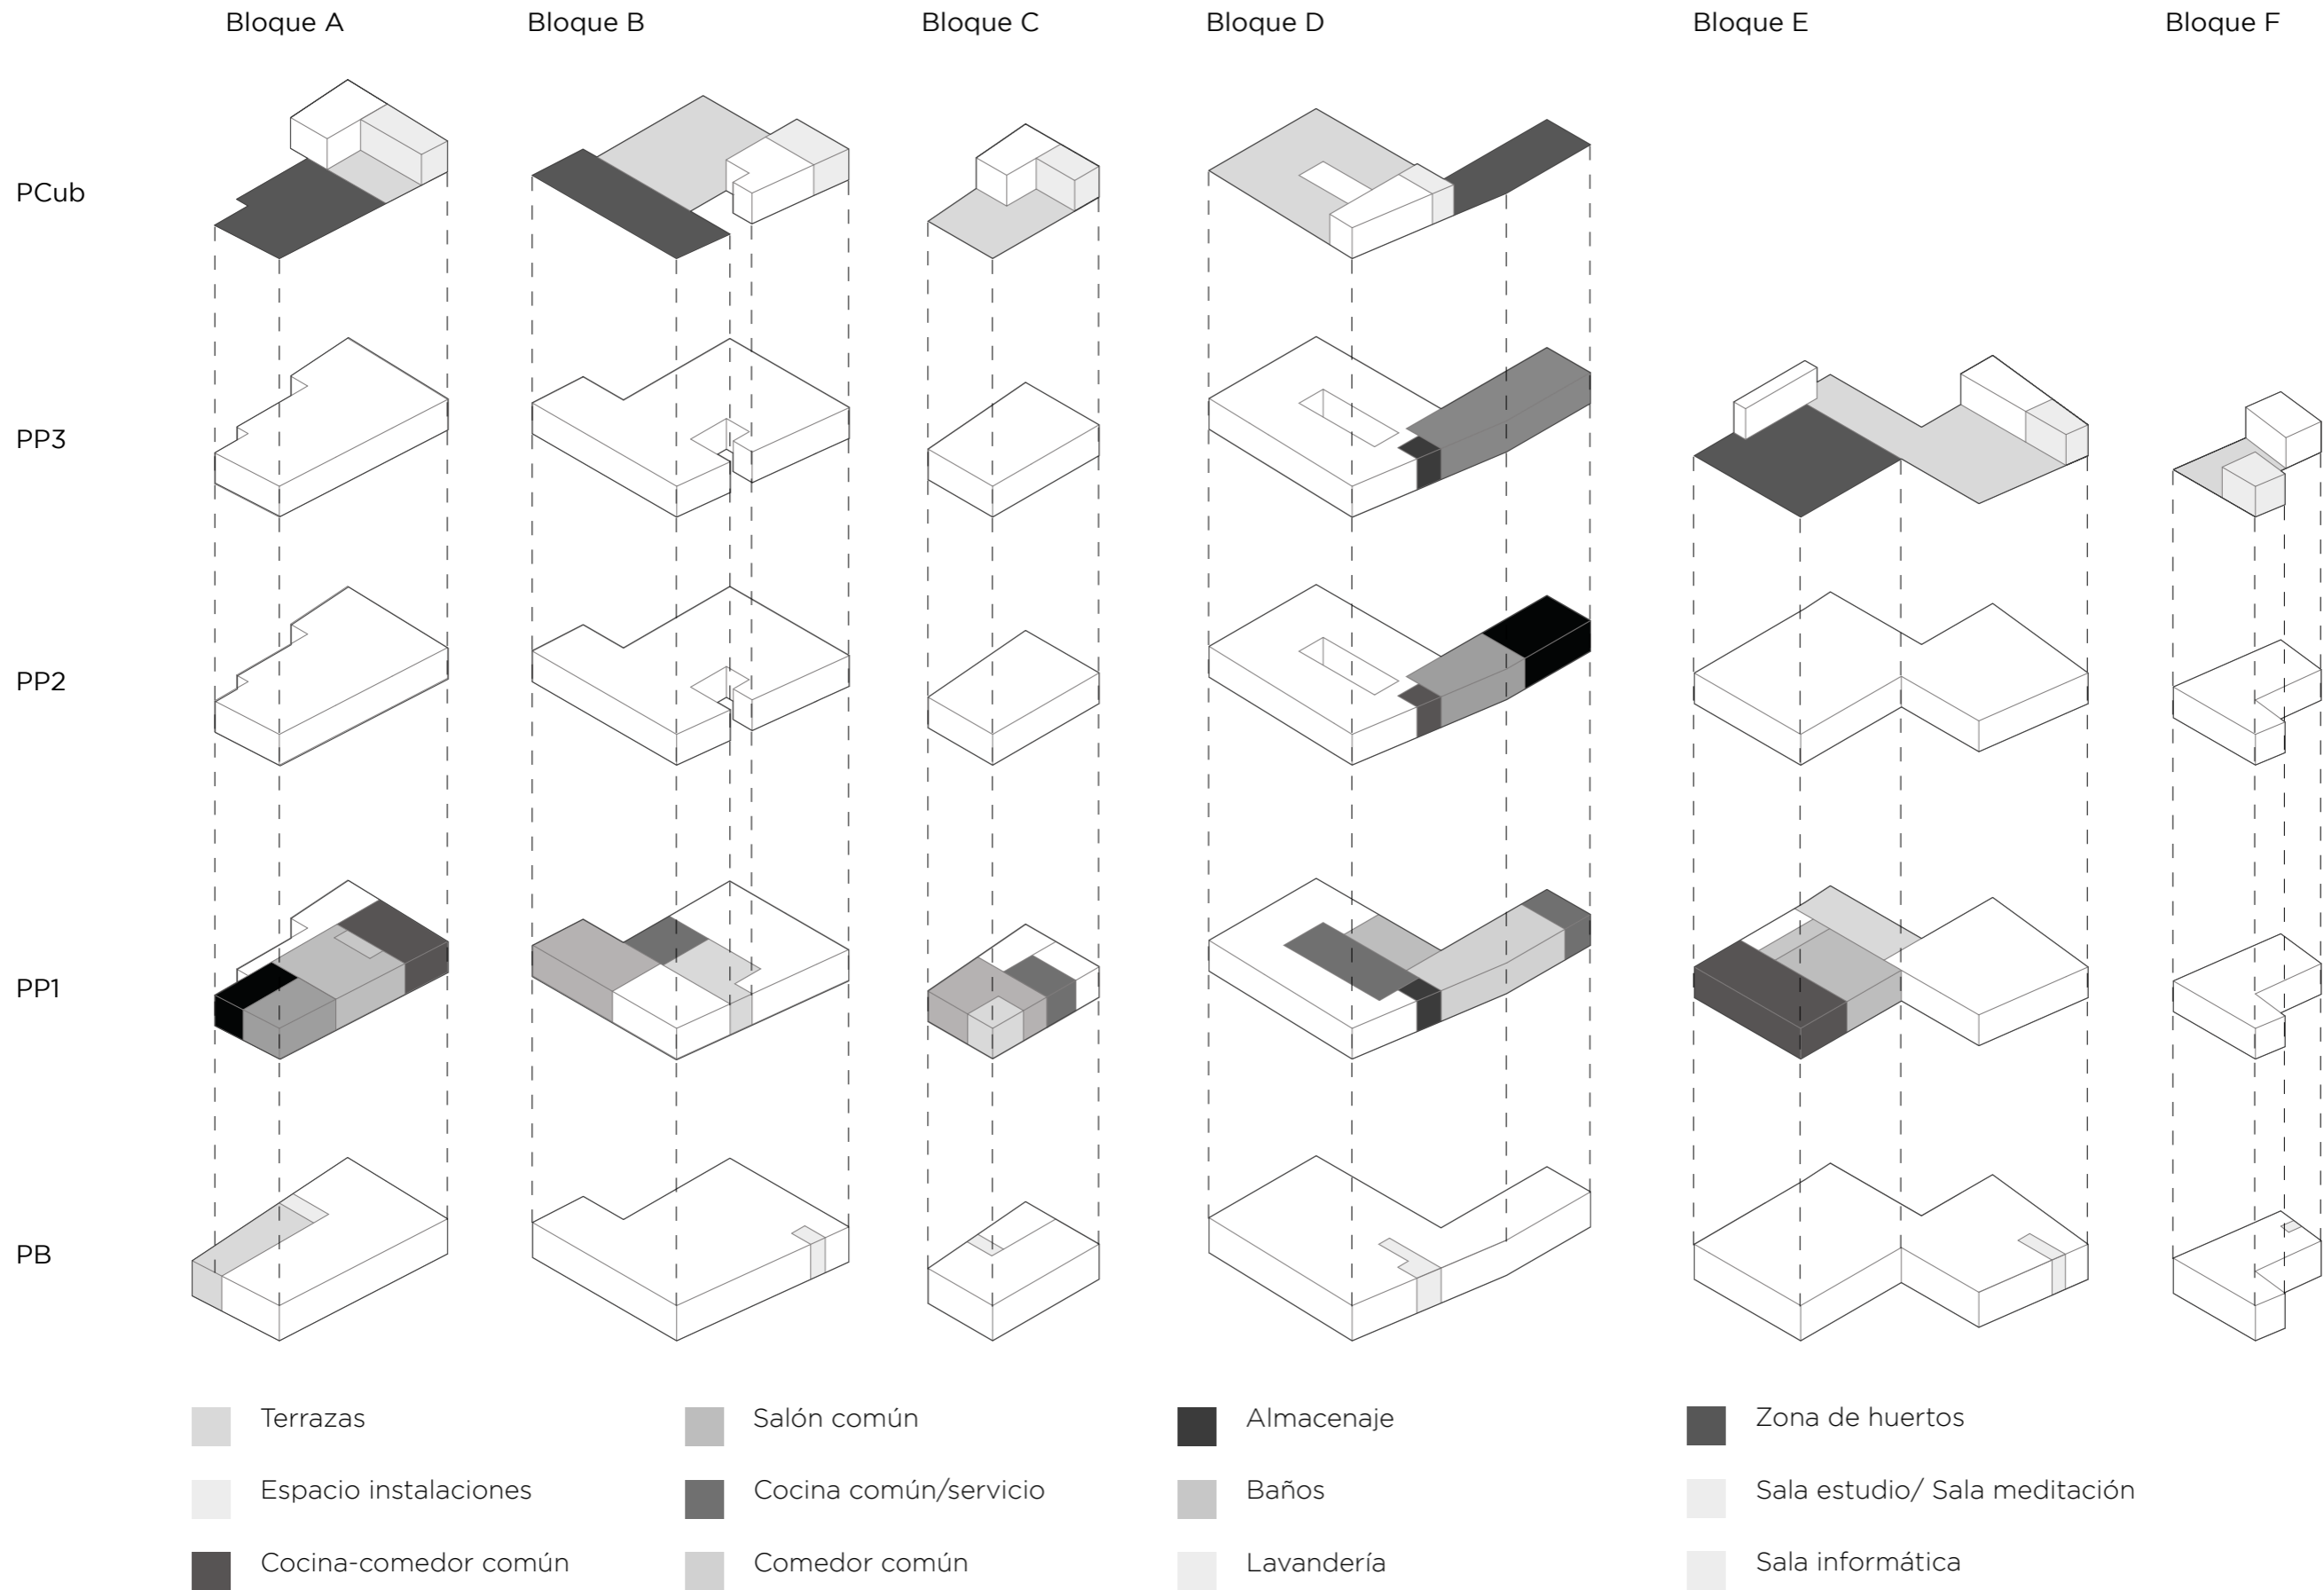 Bloque A
Bloque B
Bloque C
Bloque D
Bloque E
Bloque F
PCub
PP3
PP2
PP1
PB
Terrazas
Salón común
Almacenaje
Zona de huertos
Espacio instalaciones
Cocina común/servicio
Baños
Sala estudio/ Sala meditación
Cocina-comedor común
Comedor común
Lavandería
Sala informática